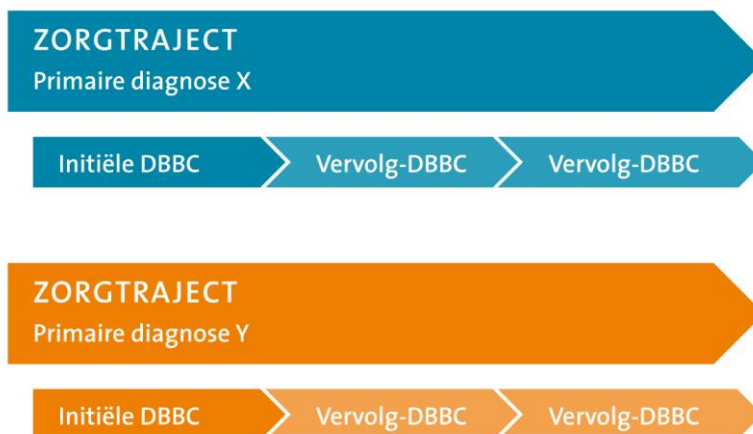 ZORGTRAJECT
Primaire diagnose X
Initiële DBBC
Vervolg-DBBC
Vervolg-DBBC
ZORGTRAJECT
Primaire diagnose Y
Initiële DBBC
Vervolg-DBBC
Vervolg-DBBC